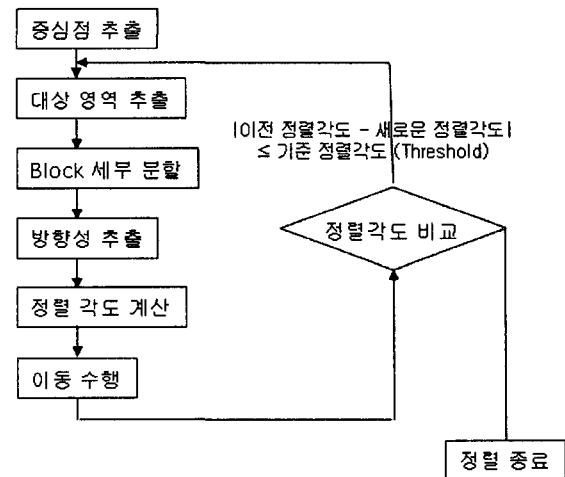 중심점 추출
대상 영역 추출
Block 세부 분할
방향성 추출
정렬 각도 계산
이동 수행
|이전 정렬각도 - 새로운 정렬각도|
≤ 기준 정렬각도 (Threshold)
정렬각도 비교
정렬 종료